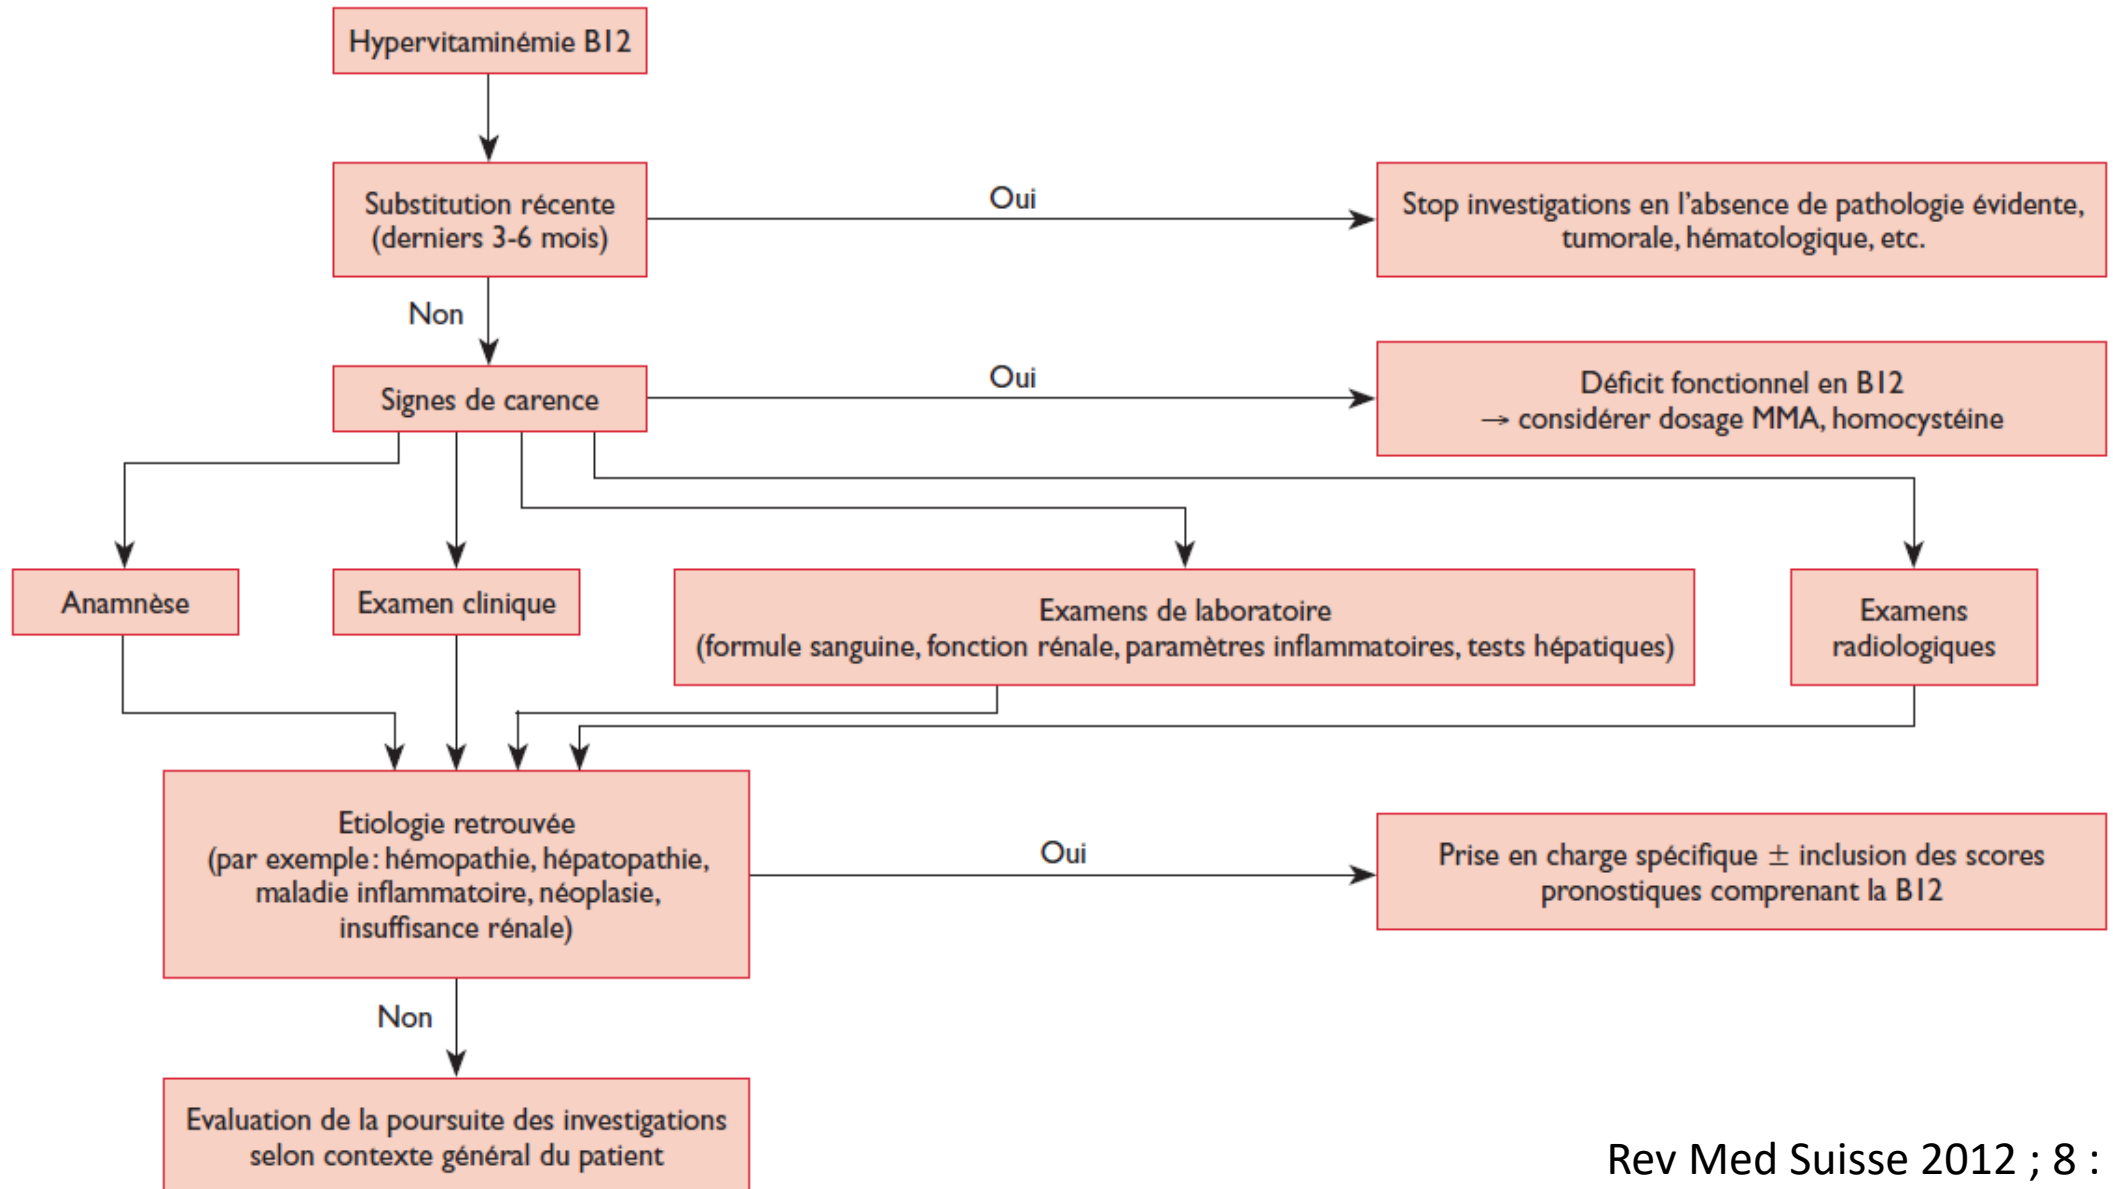 Hypervitaminémie B12
Substitution récente
(derniers 3-6 mois)
Oui
Stop investigations en l’absence de pathologie évidente,
tumorale, hématologique, etc.
Non
Signes de carence
Oui
Déficit fonctionnel en B12
→ considérer dosage MMA, homocystéine
Anamnèse
Examen clinique
Examens de laboratoire
(formule sanguine, fonction rénale, paramètres inflammatoires, tests hépatiques)
Examens
radiologiques
Etiologie retrouvée
(par exemple : hémopathie, hépatopathie,
maladie inflammatoire, néoplasie,
insuffisance rénale)
Oui
Prise en charge spécifique ± inclusion des scores
pronostiques comprenant la B12
Non
Evaluation de la poursuite des investigations
selon contexte général du patient
Rev Med Suisse 2012 ; 8 :